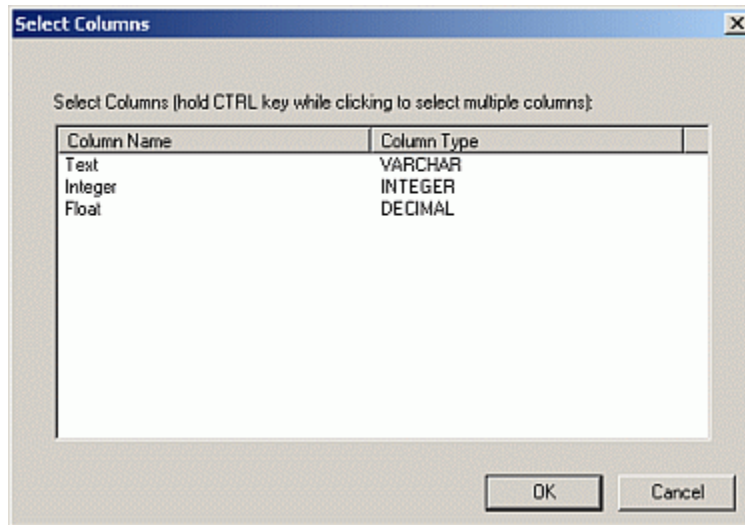 Select Columns
Select Columns (hold CTRL key while clicking to select multiple columns):
Column Name Column Type
Text VARCHAR
Integer INTEGER
Float DECIMAL
OK Cancel